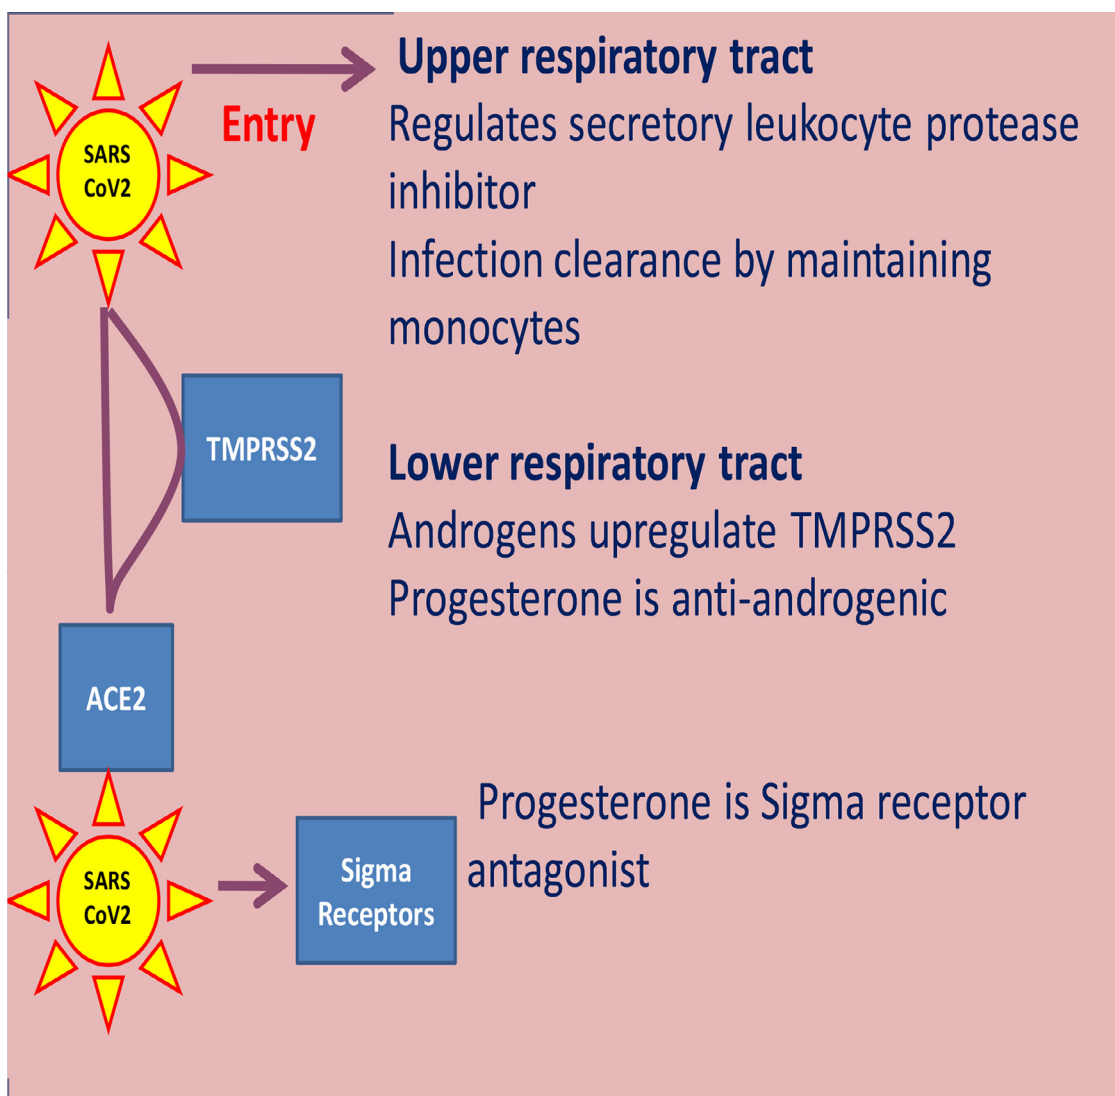 Upper respiratory tract
Entry
Regulates secretory leukocyte protease
inhibitor
SARS
CoV2
Infection clearance by maintaining
monocytes
TMPRSS2
Lower respiratory tract
Androgens upregulate TMPRSS2
Progesterone is anti-androgenic
ACE2
Progesterone is Sigma receptor
antagonist
SARS
CoV2
Sigma
Receptors